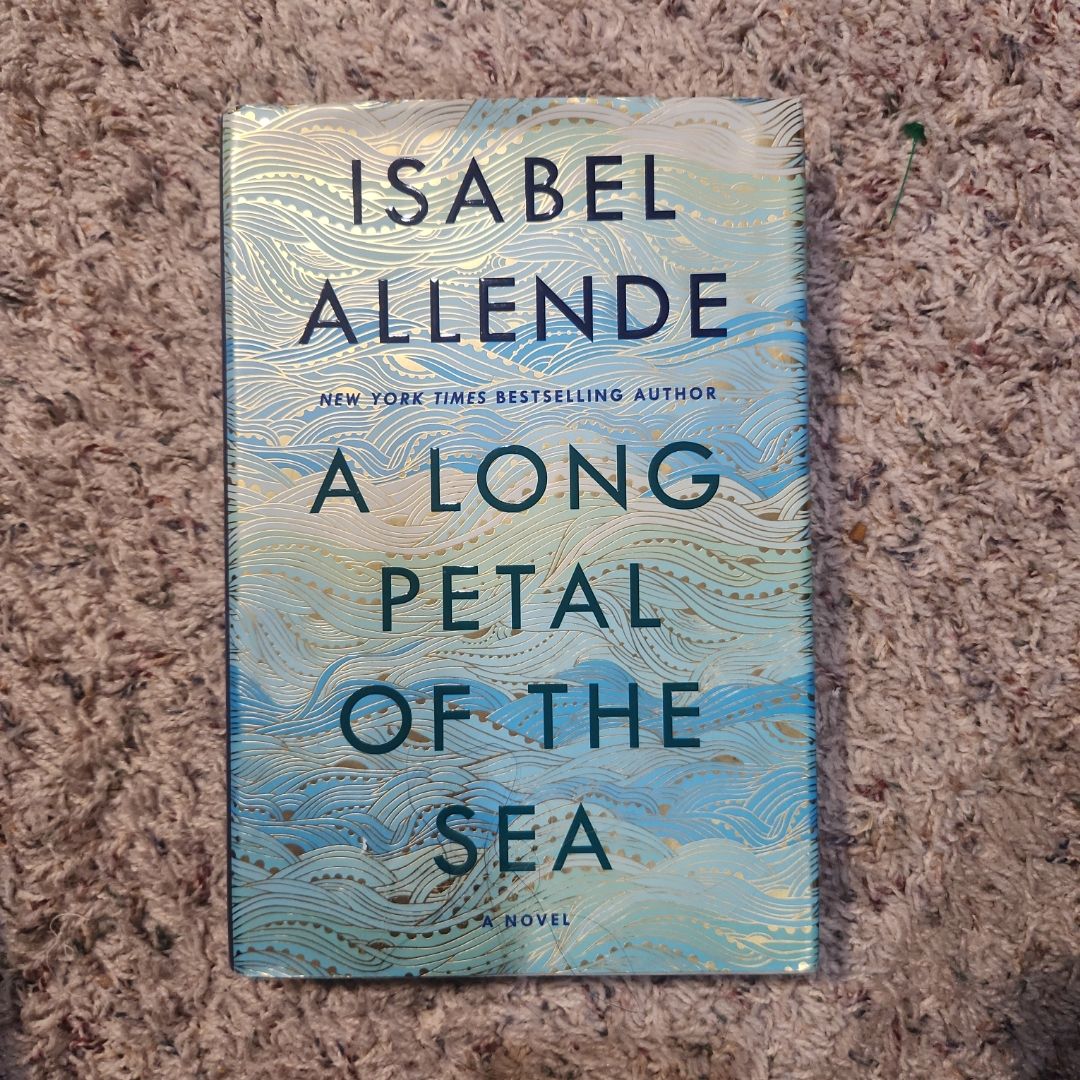 ISABEL
ALLENDE
NEW YORK TIMES BESTSELLING AUTHOR
A LONG
PETAL
OF THE
SEA
A NOVEL